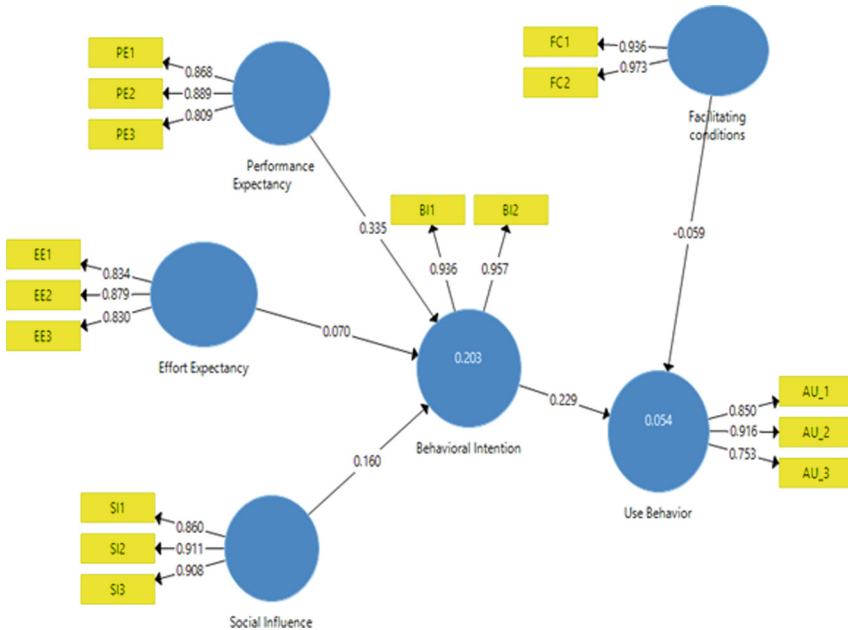 PE1
0.868
PE2
0.889
PE3
0.809
Performance
Expectancy
FC1
0.936
FC2
0.973
Facilitating
conditions
BI1
BI2
0.335
-0.059
0.936
0.957
EE1
0.834
EE2
0.879
EE3
0.830
Effort Expectancy
0.070
0.203
Behavioral Intention
0.229
0.054
Use Behavior
0.850
AU_1
0.916
AU_2
0.753
AU_3
0.160
SI1
0.860
SI2
0.911
SI3
0.908
Social Influence